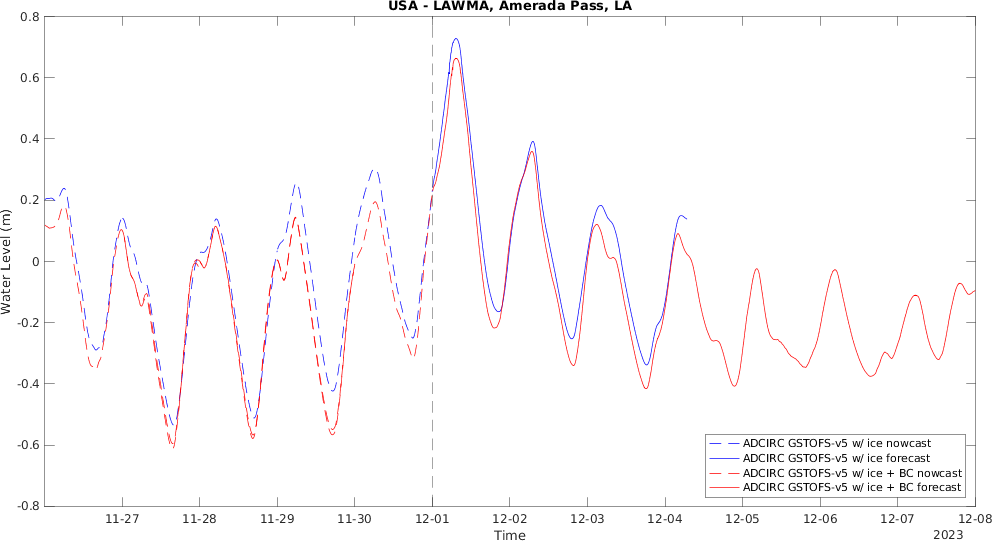 USA - LAWMA, Amerada Pass, LA
Water Level (m)
0.8
0.6
0.4
0.2
0
-0.2
-0.4
-0.6
-0.8
ADCIRC GSTOFS-v5 w/ ice nowcast
ADCIRC GSTOFS-v5 w/ ice forecast
ADCIRC GSTOFS-v5 w/ ice + BC nowcast
ADCIRC GSTOFS-v5 w/ ice + BC forecast
11-27 11-28 11-29 11-30 12-01 12-02 12-03 12-04 12-05 12-06 12-07 12-08
Time
2023